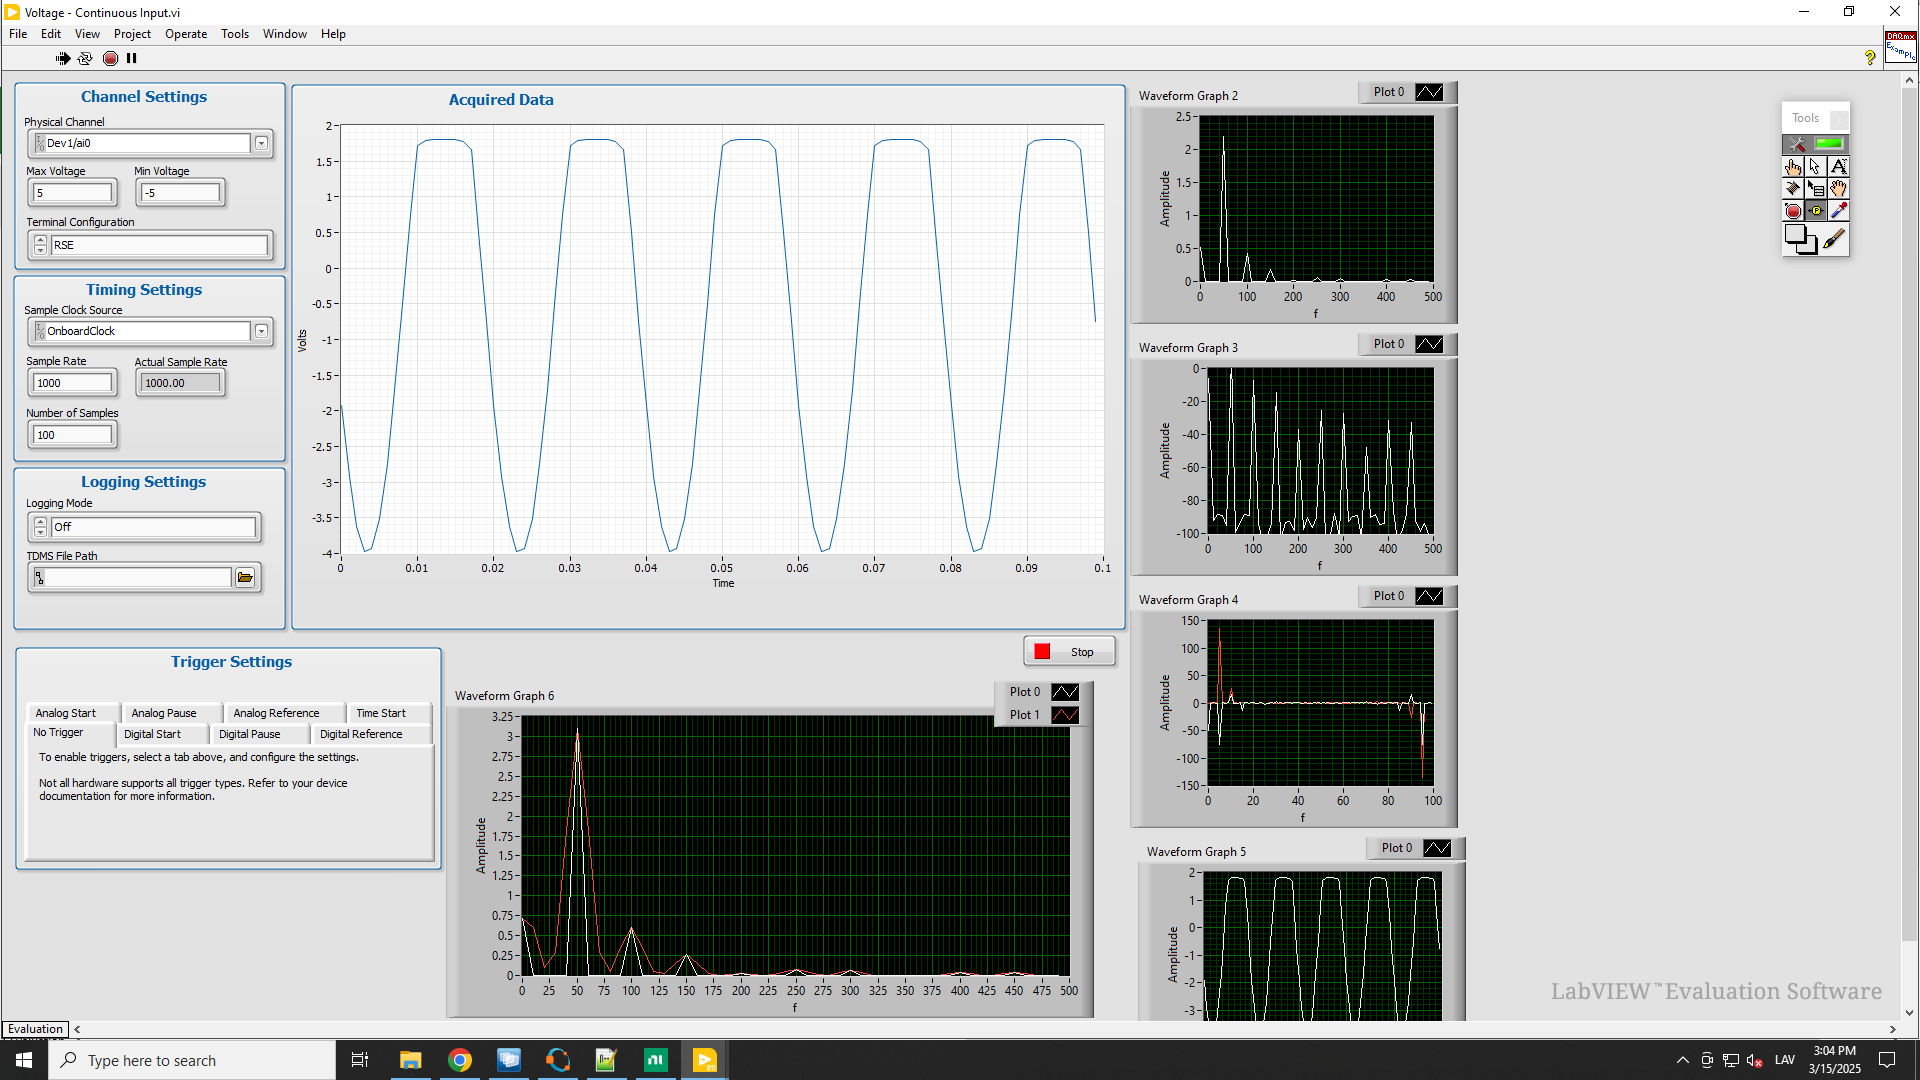 Voltage - Continuous Input.vi
File Edit View Project Operate Tools Window Help
DAQmx
Example
Channel Settings
Physical Channel
Dev1/ai0
Max Voltage Min Voltage
5 -5
Terminal Configuration
RSE
Timing Settings
Sample Clock Source
OnboardClock
Sample Rate Actual Sample Rate
1000 1000.00
Number of Samples
100
Logging Settings
Logging Mode
Off
TDMS File Path
Acquired Data
2
1.5
1
0.5
0
-0.5
-1
-1.5
-2
-2.5
-3
-3.5
-4
Volts
0 0.01 0.02 0.03 0.04 0.05 0.06 0.07 0.08 0.09 0.1
Time
Stop
Trigger Settings
Analog Start Analog Pause Analog Reference Time Start
No Trigger Digital Start Digital Pause Digital Reference
To enable triggers, select a tab above, and configure the settings.
Not all hardware supports all trigger types. Refer to your device
documentation for more information.
Waveform Graph 6
Plot 0
Plot 1
3.25
3
2.75
2.5
2.25
2
1.75
1.5
1.25
1
0.75
0.5
0.25
0
Amplitude
0 25 50 75 100 125 150 175 200 225 250 275 300 325 350 375 400 425 450 475 500
f
Waveform Graph 2
Plot 0
2.5
2
1.5
1
0.5
0
Amplitude
0 100 200 300 400 500
f
Waveform Graph 3
Plot 0
0
-20
-40
-60
-80
-100
Amplitude
0 100 200 300 400 500
f
Waveform Graph 4
Plot 0
150
100
50
0
-50
-100
-150
Amplitude
0 20 40 60 80 100
f
Waveform Graph 5
Plot 0
2
1
0
-1
-2
-3
Amplitude
Tools
LabVIEW™ Evaluation Software
Evaluation
Type here to search
LAV
3:04 PM
3/15/2025